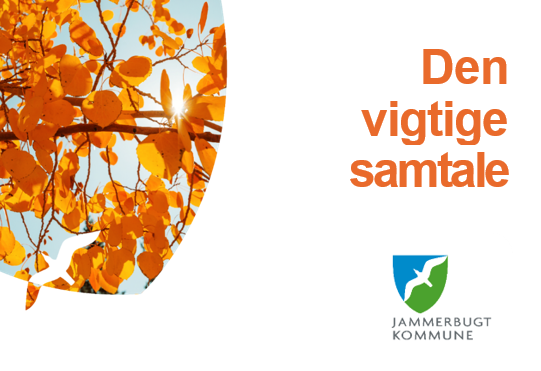 Den
vigtige
samtale
JAMMERBUGT
KOMMUNE